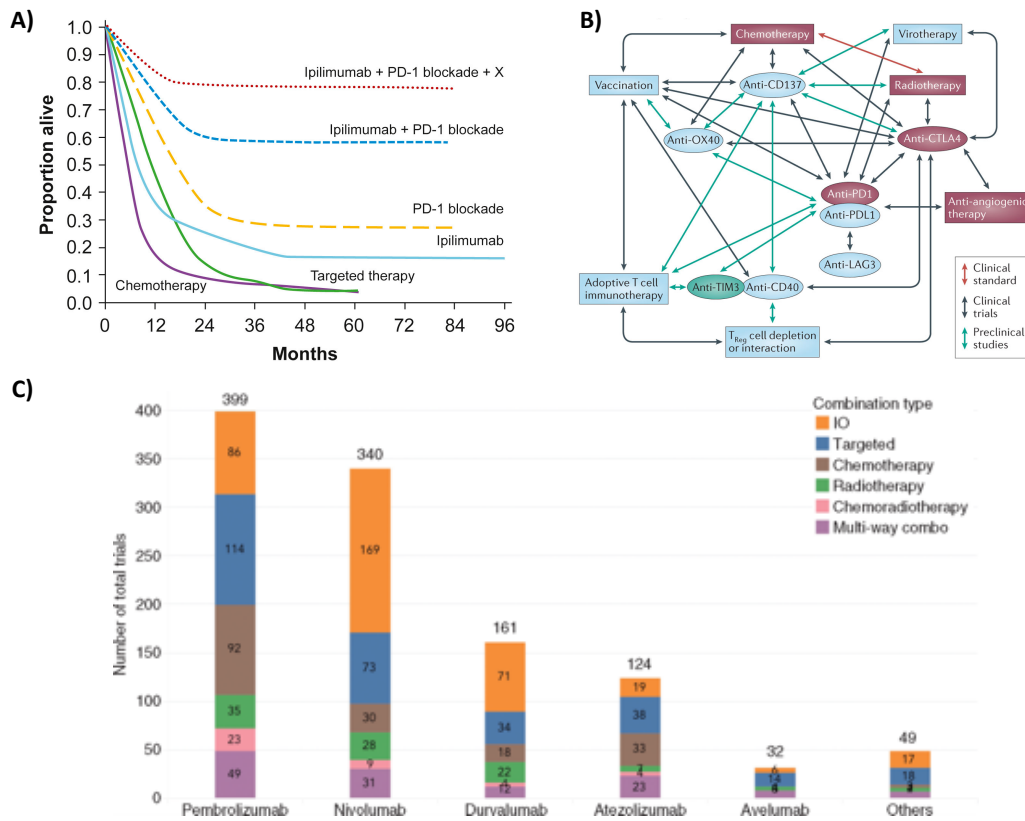 A)
1.0
0.9
0.8
0.7
0.6
0.5
0.4
0.3
0.2
0.1
0.0
Proportion alive
Ipilimumab + PD-1 blockade + X
Ipilimumab + PD-1 blockade
PD-1 blockade
Ipilimumab
Targeted therapy
Chemotherapy
0 12 24 36 48 60 72 84 96
Months
B)
Chemotherapy
Virotherapy
Vaccination
Anti-CD137
Radiotherapy
Anti-OX40
Anti-CTLA4
Anti-PD1
Anti-PDL1
Anti-angiogenic
therapy
Anti-LAG3
Adoptive T cell
immunotherapy
Anti-TIM3
Anti-CD40
TReg cell depletion
or interaction
Clinical
standard
Clinical
trials
Preclinical
studies
C)
Number of total trials
400
350
300
250
200
150
100
50
0
399
86
114
92
35
23
49
Pembrolizumab
340
169
73
30
28
9
31
Nivolumab
161
71
34
18
22
4
12
Durvalumab
124
19
38
33
7
4
23
Atezolizumab
32
6
14
Avelumab
49
17
18
Others
Combination type
IO
Targeted
Chemotherapy
Radiotherapy
Chemoradiotherapy
Multi-way combo